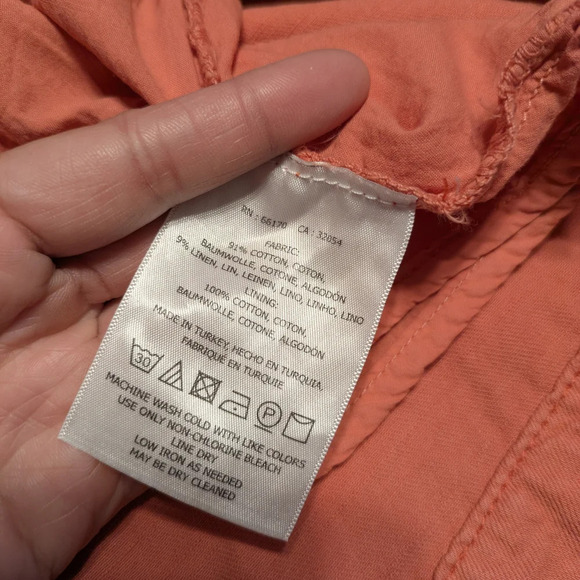 RN : 66170 CA : 32054
FABRIC:
91% COTTON, COTON,
BAUMWOLLE, COTONE, ALGODÓN
9% LINEN, LIN, LEINEN, LINO, LINHO, LINO
LINING:
100% COTTON, COTON,
BAUMWOLLE, COTONE, ALGODÓN
MADE IN TURKEY, HECHO EN TURQUIA,
FABRIQUÉ EN TURQUIE
30 P
MACHINE WASH COLD WITH LIKE COLORS
USE ONLY NON-CHLORINE BLEACH
LINE DRY
LOW IRON AS NEEDED
MAY BE DRY CLEANED